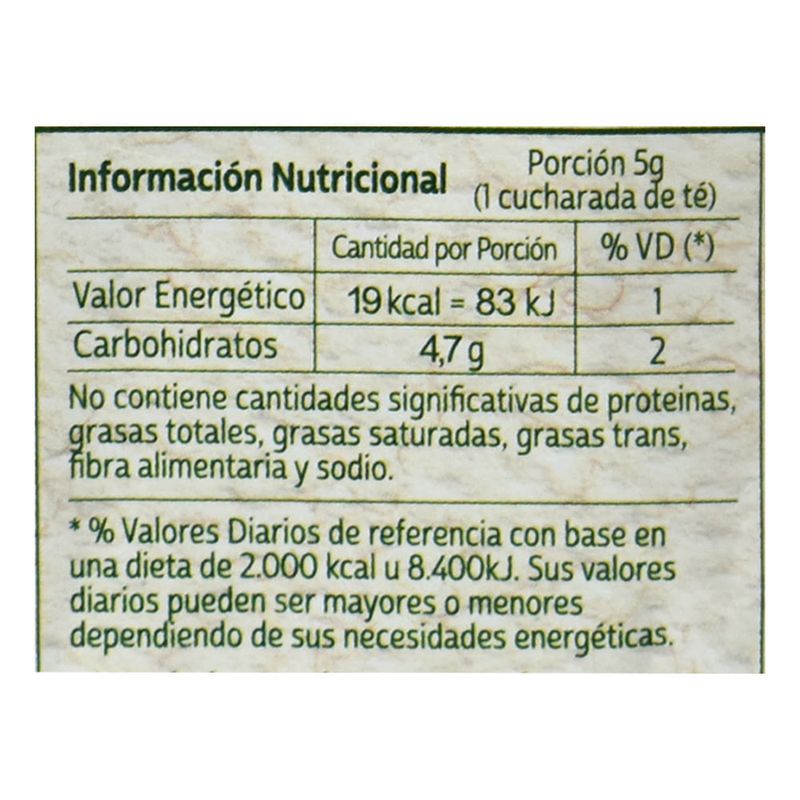 Información Nutricional Porción 5g
(1 cucharada de té)
Cantidad por Porción % VD (*)
Valor Energético 19 kcal = 83 kJ 1
Carbohidratos 4,7 g 2
No contiene cantidades significativas de proteinas,
grasas totales, grasas saturadas, grasas trans,
fibra alimentaria y sodio.
* % Valores Diarios de referencia con base en
una dieta de 2.000 kcal u 8.400kJ. Sus valores
diarios pueden ser mayores o menores
dependiendo de sus necesidades energéticas.